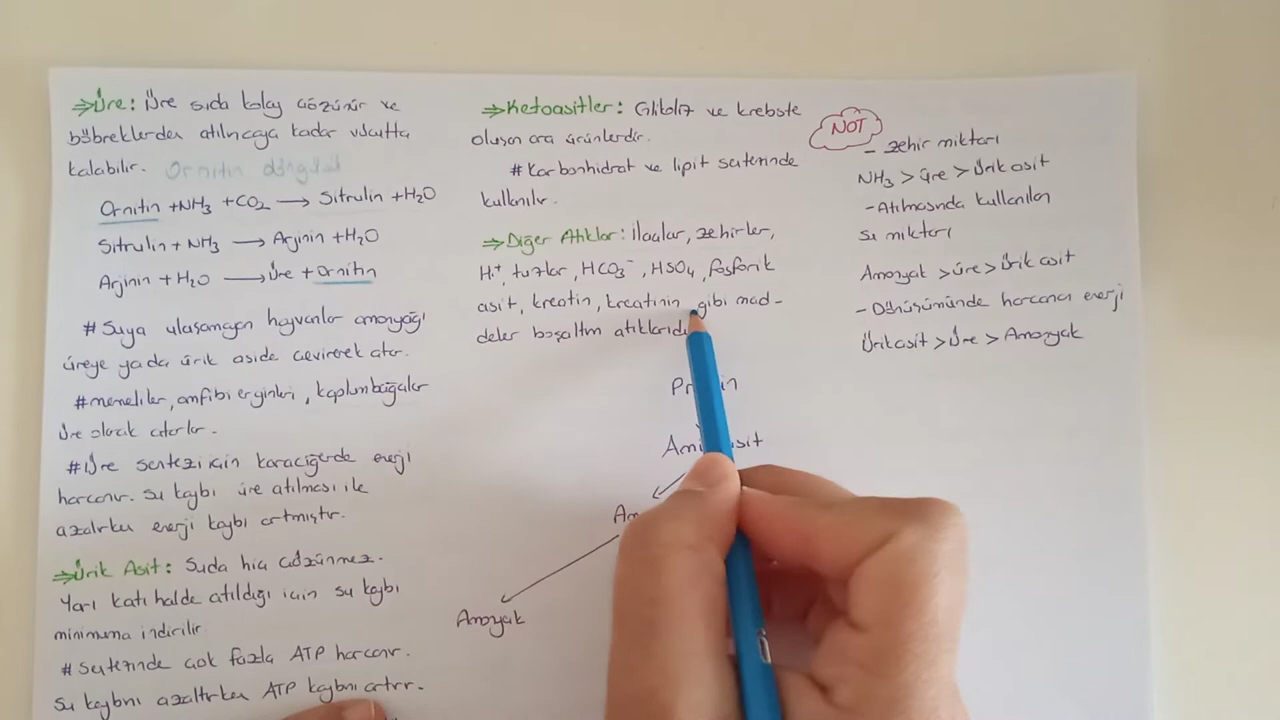 ⇒Üre: Üre suda kolay çözünür ve
böbreklerden atılıncaya kadar vücutta
kalabilir. Ornitin döngüsü
Ornitin + NH3 + CO2 → Sitrulin + H2O
Sitrulin + NH3 → Arjinin + H2O
Arjinin + H2O → Üre + Ornitin
# Suya ulaşamayan hayvanlar amonyağı
üreye ya da ürik aside çevirerek atar.
# memeliler, amfibi erginleri, kaplumbağalar
üre olarak atarlar.
# Üre sentezi için karaciğerde enerji
harcanır. Su kaybı üre atılması ile
azalırken enerji kaybı artmıştır.
⇒Ürik Asit: Suda hiç çözünmez.
Yarı katı halde atıldığı için su kaybı
minimuma indirilir.
# Sentezinde çok fazla ATP harcanır.
Su kaybını azaltırken ATP kaybını artırır.
⇒Ketoasitler: Glikoliz ve krebste
oluşan ara ürünlerdir.
# Karbonhidrat ve lipit sentezinde
kullanılır.
⇒Diğer Atıklar: ilaçlar, zehirler,
H+, tuzlar, HCO3-, HSO4, fosforik
asit, kreatin, kreatinin gibi mad-
deler boşaltım atıklarıdı
Amonyak
NOT
- zehir miktarı
NH3 > üre > Ürik asit
- Atılmasında kullanılan
su miktarı
Amonyak > üre > Ürik asit
- Dönüşümünde harcanan enerji
Ürik asit > Üre > Amonyak